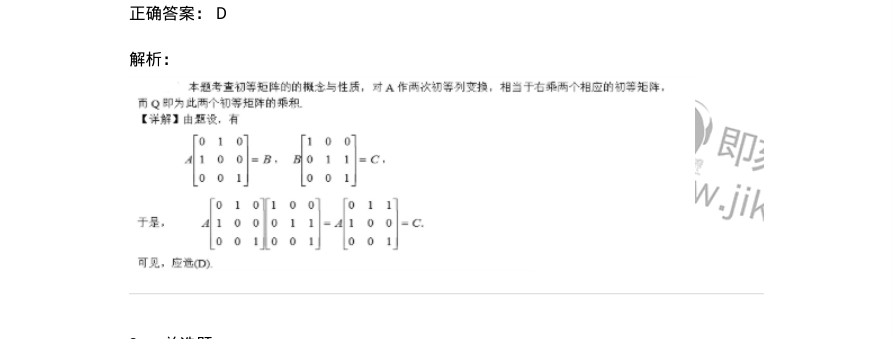 正确答案： D
解析：
本题考查初等矩阵的的概念与性质，对 A 作两次初等列变换，相当于右乘两个相应的初等矩阵，
而 Q 即为此两个初等矩阵的乘积.
【详解】由题设，有
A[0 1 0; 1 0 0; 0 0 1] = B， B[1 0 0; 0 1 1; 0 0 1] = C，
于是， A[0 1 0; 1 0 0; 0 0 1][1 0 0; 0 1 1; 0 0 1] = A[0 1 1; 1 0 0; 0 0 1] = C.
可见，应选(D).
即
w.jik